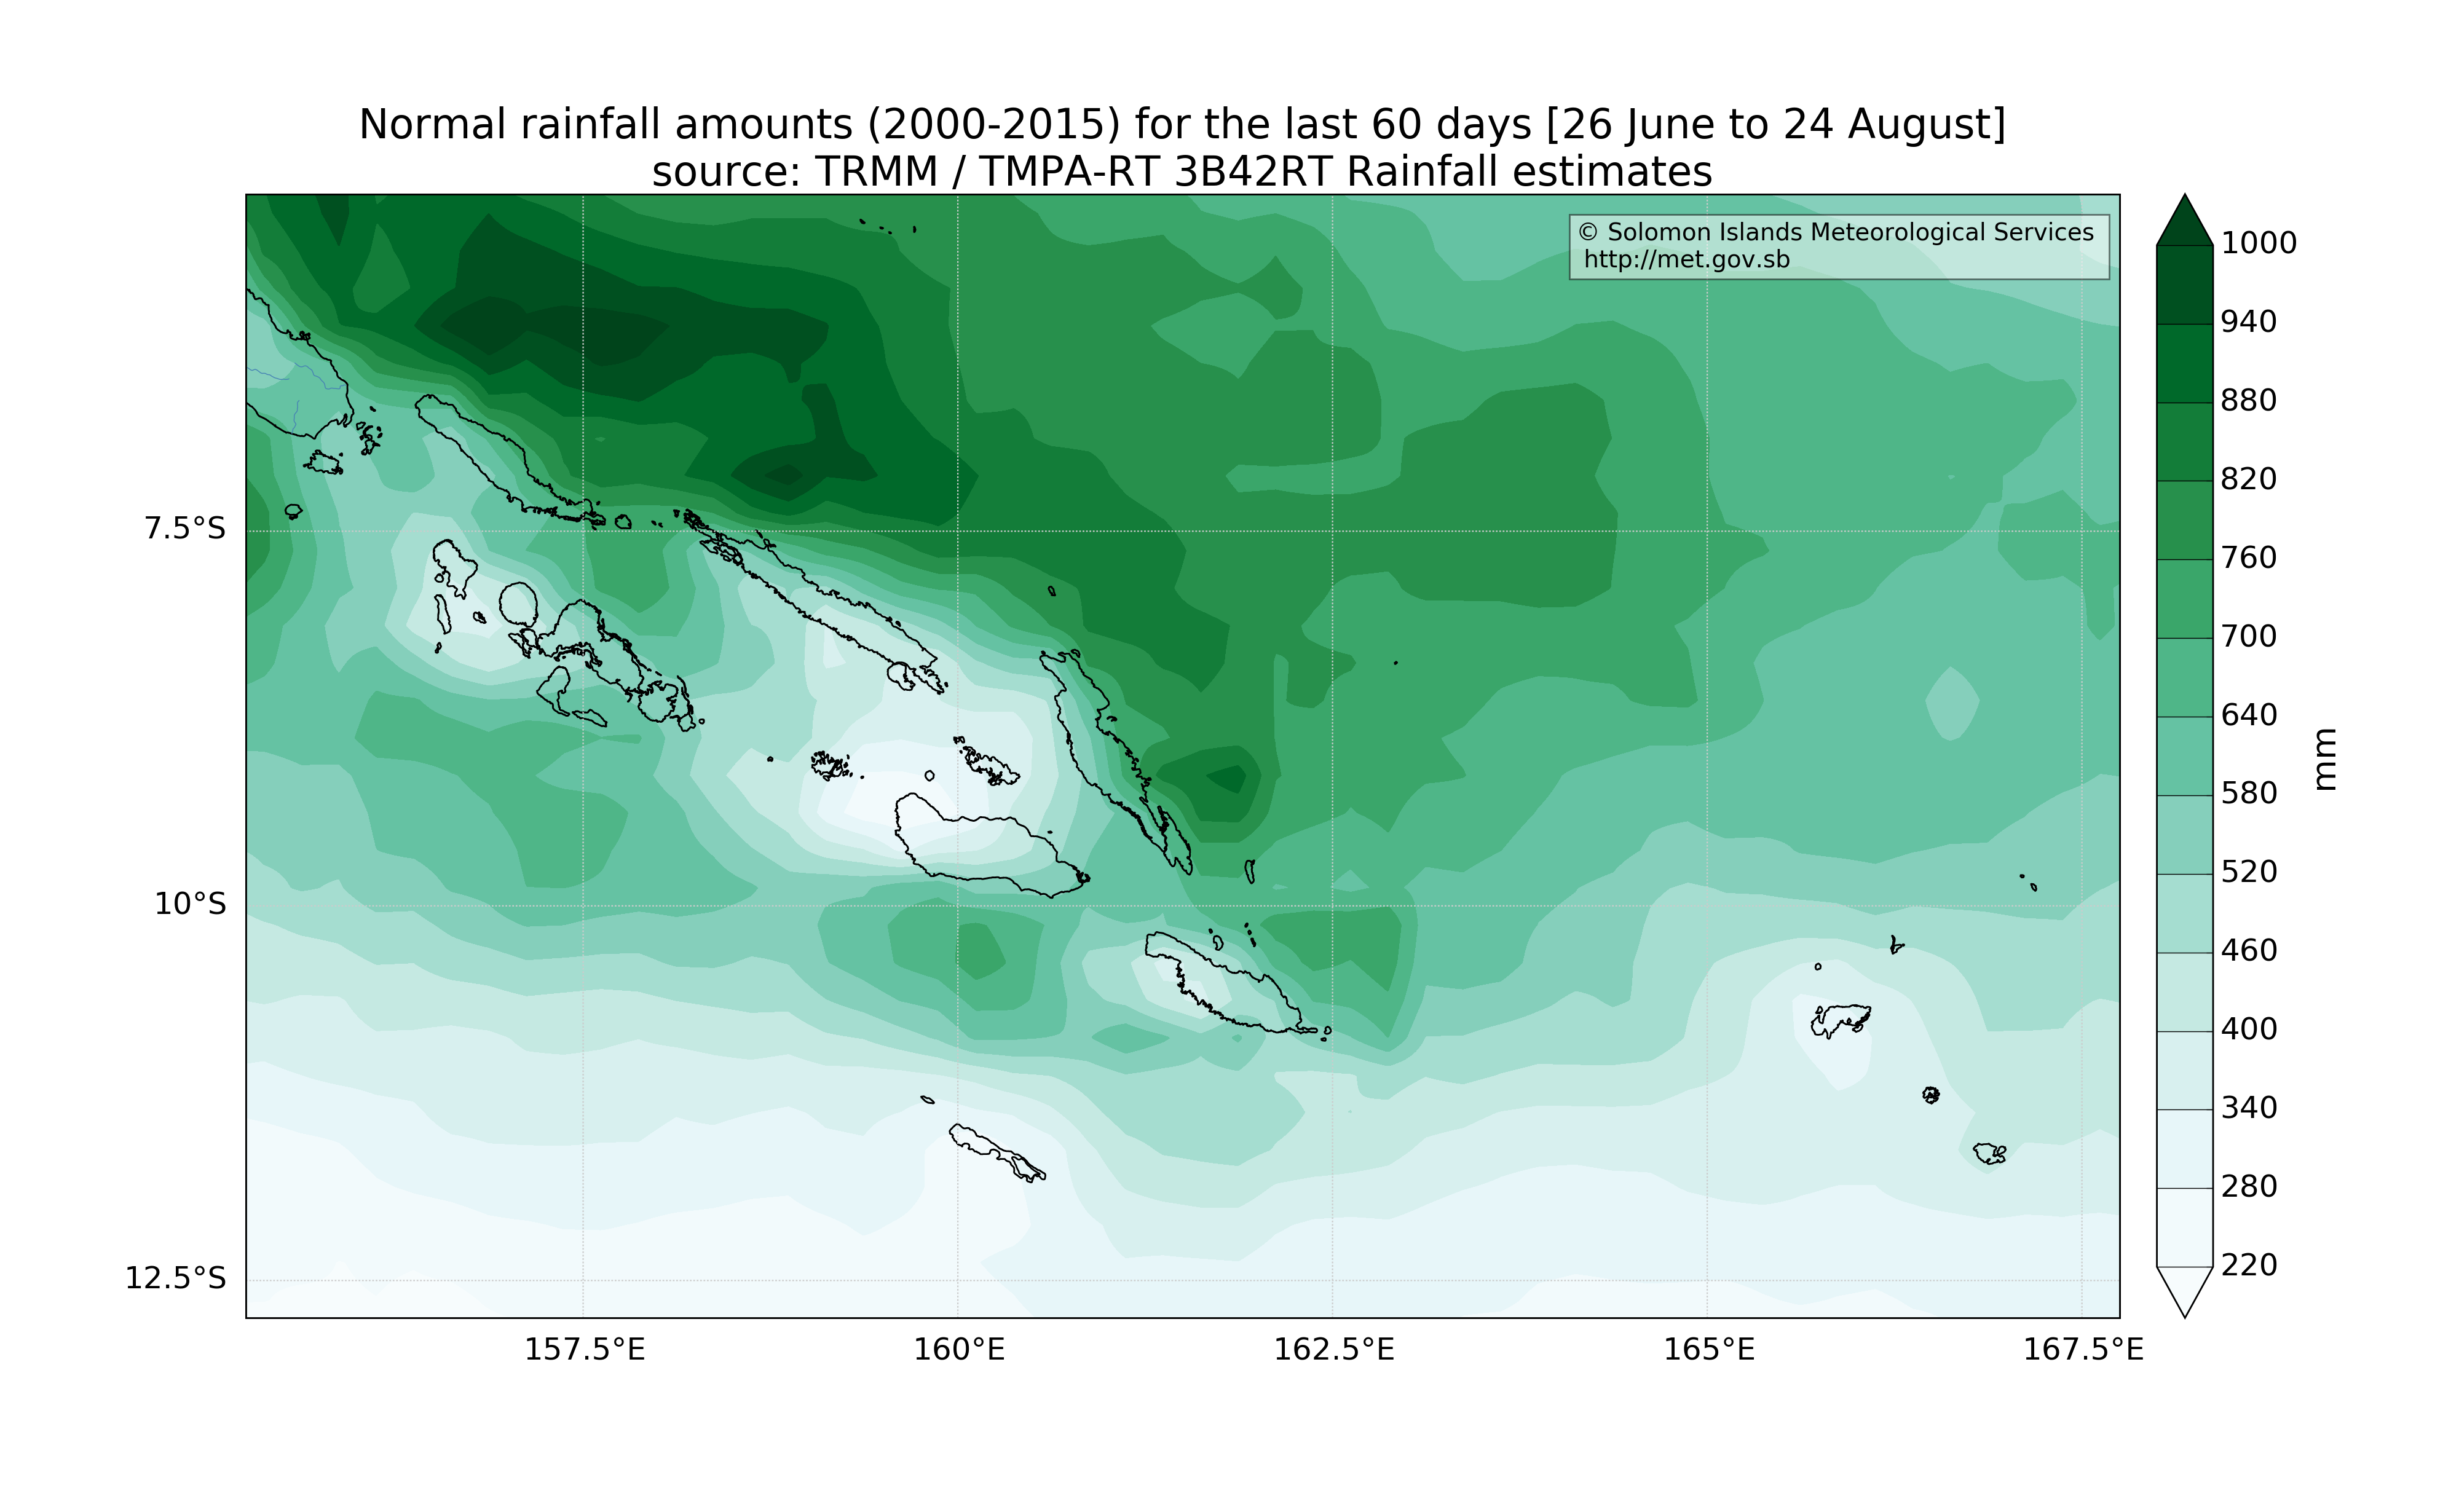 Normal rainfall amounts (2000-2015) for the last 60 days [26 June to 24 August]
source: TRMM / TMPA-RT 3B42RT Rainfall estimates
© Solomon Islands Meteorological Services
http://met.gov.sb
1000
940
880
820
760
700
640
580
520
460
400
340
280
220
mm
7.5°S
10°S
12.5°S
157.5°E
160°E
162.5°E
165°E
167.5°E